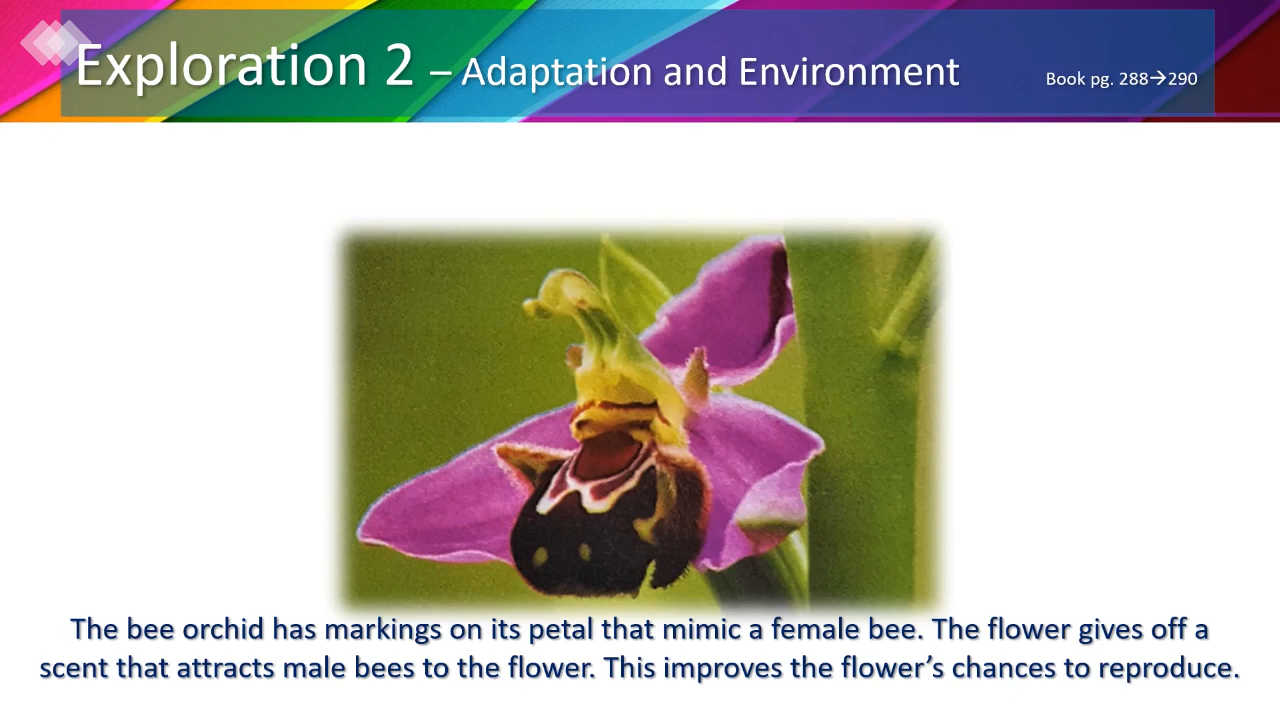 Exploration 2 – Adaptation and Environment Book pg. 288→290
The bee orchid has markings on its petal that mimic a female bee. The flower gives off a
scent that attracts male bees to the flower. This improves the flower’s chances to reproduce.